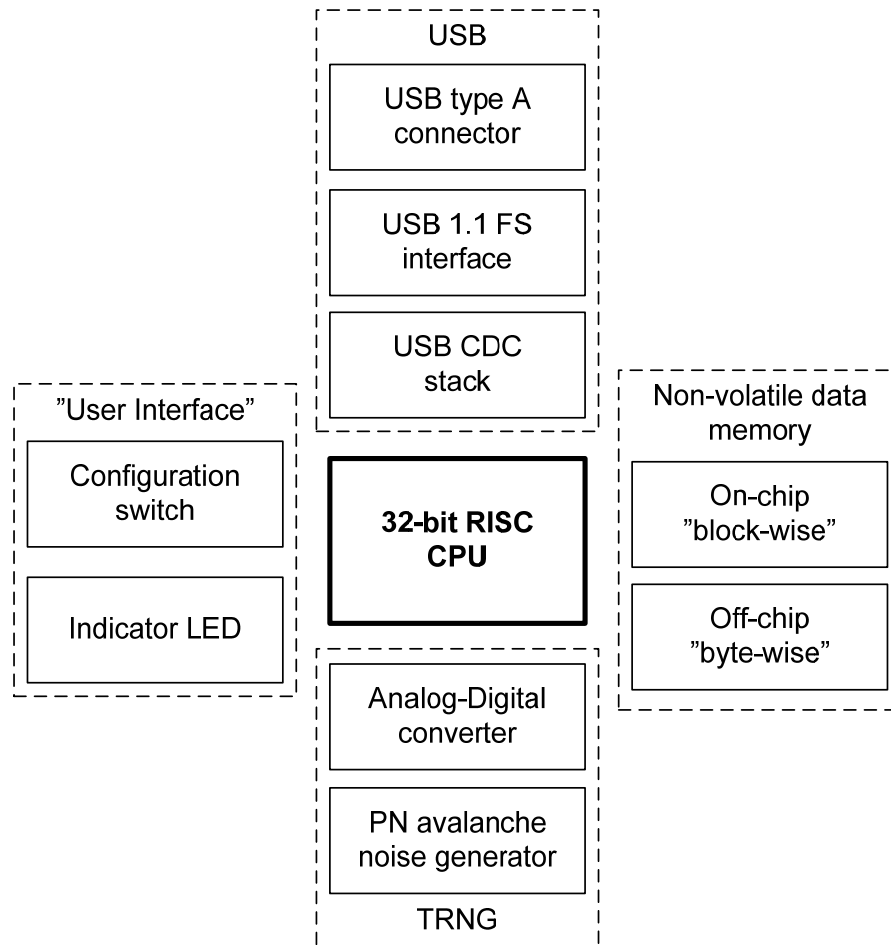 USB
USB type A
connector
USB 1.1 FS
interface
USB CDC
stack
”User Interface”
Configuration
switch
Indicator LED
32-bit RISC
CPU
Non-volatile data
memory
On-chip
”block-wise”
Off-chip
”byte-wise”
Analog-Digital
converter
PN avalanche
noise generator
TRNG